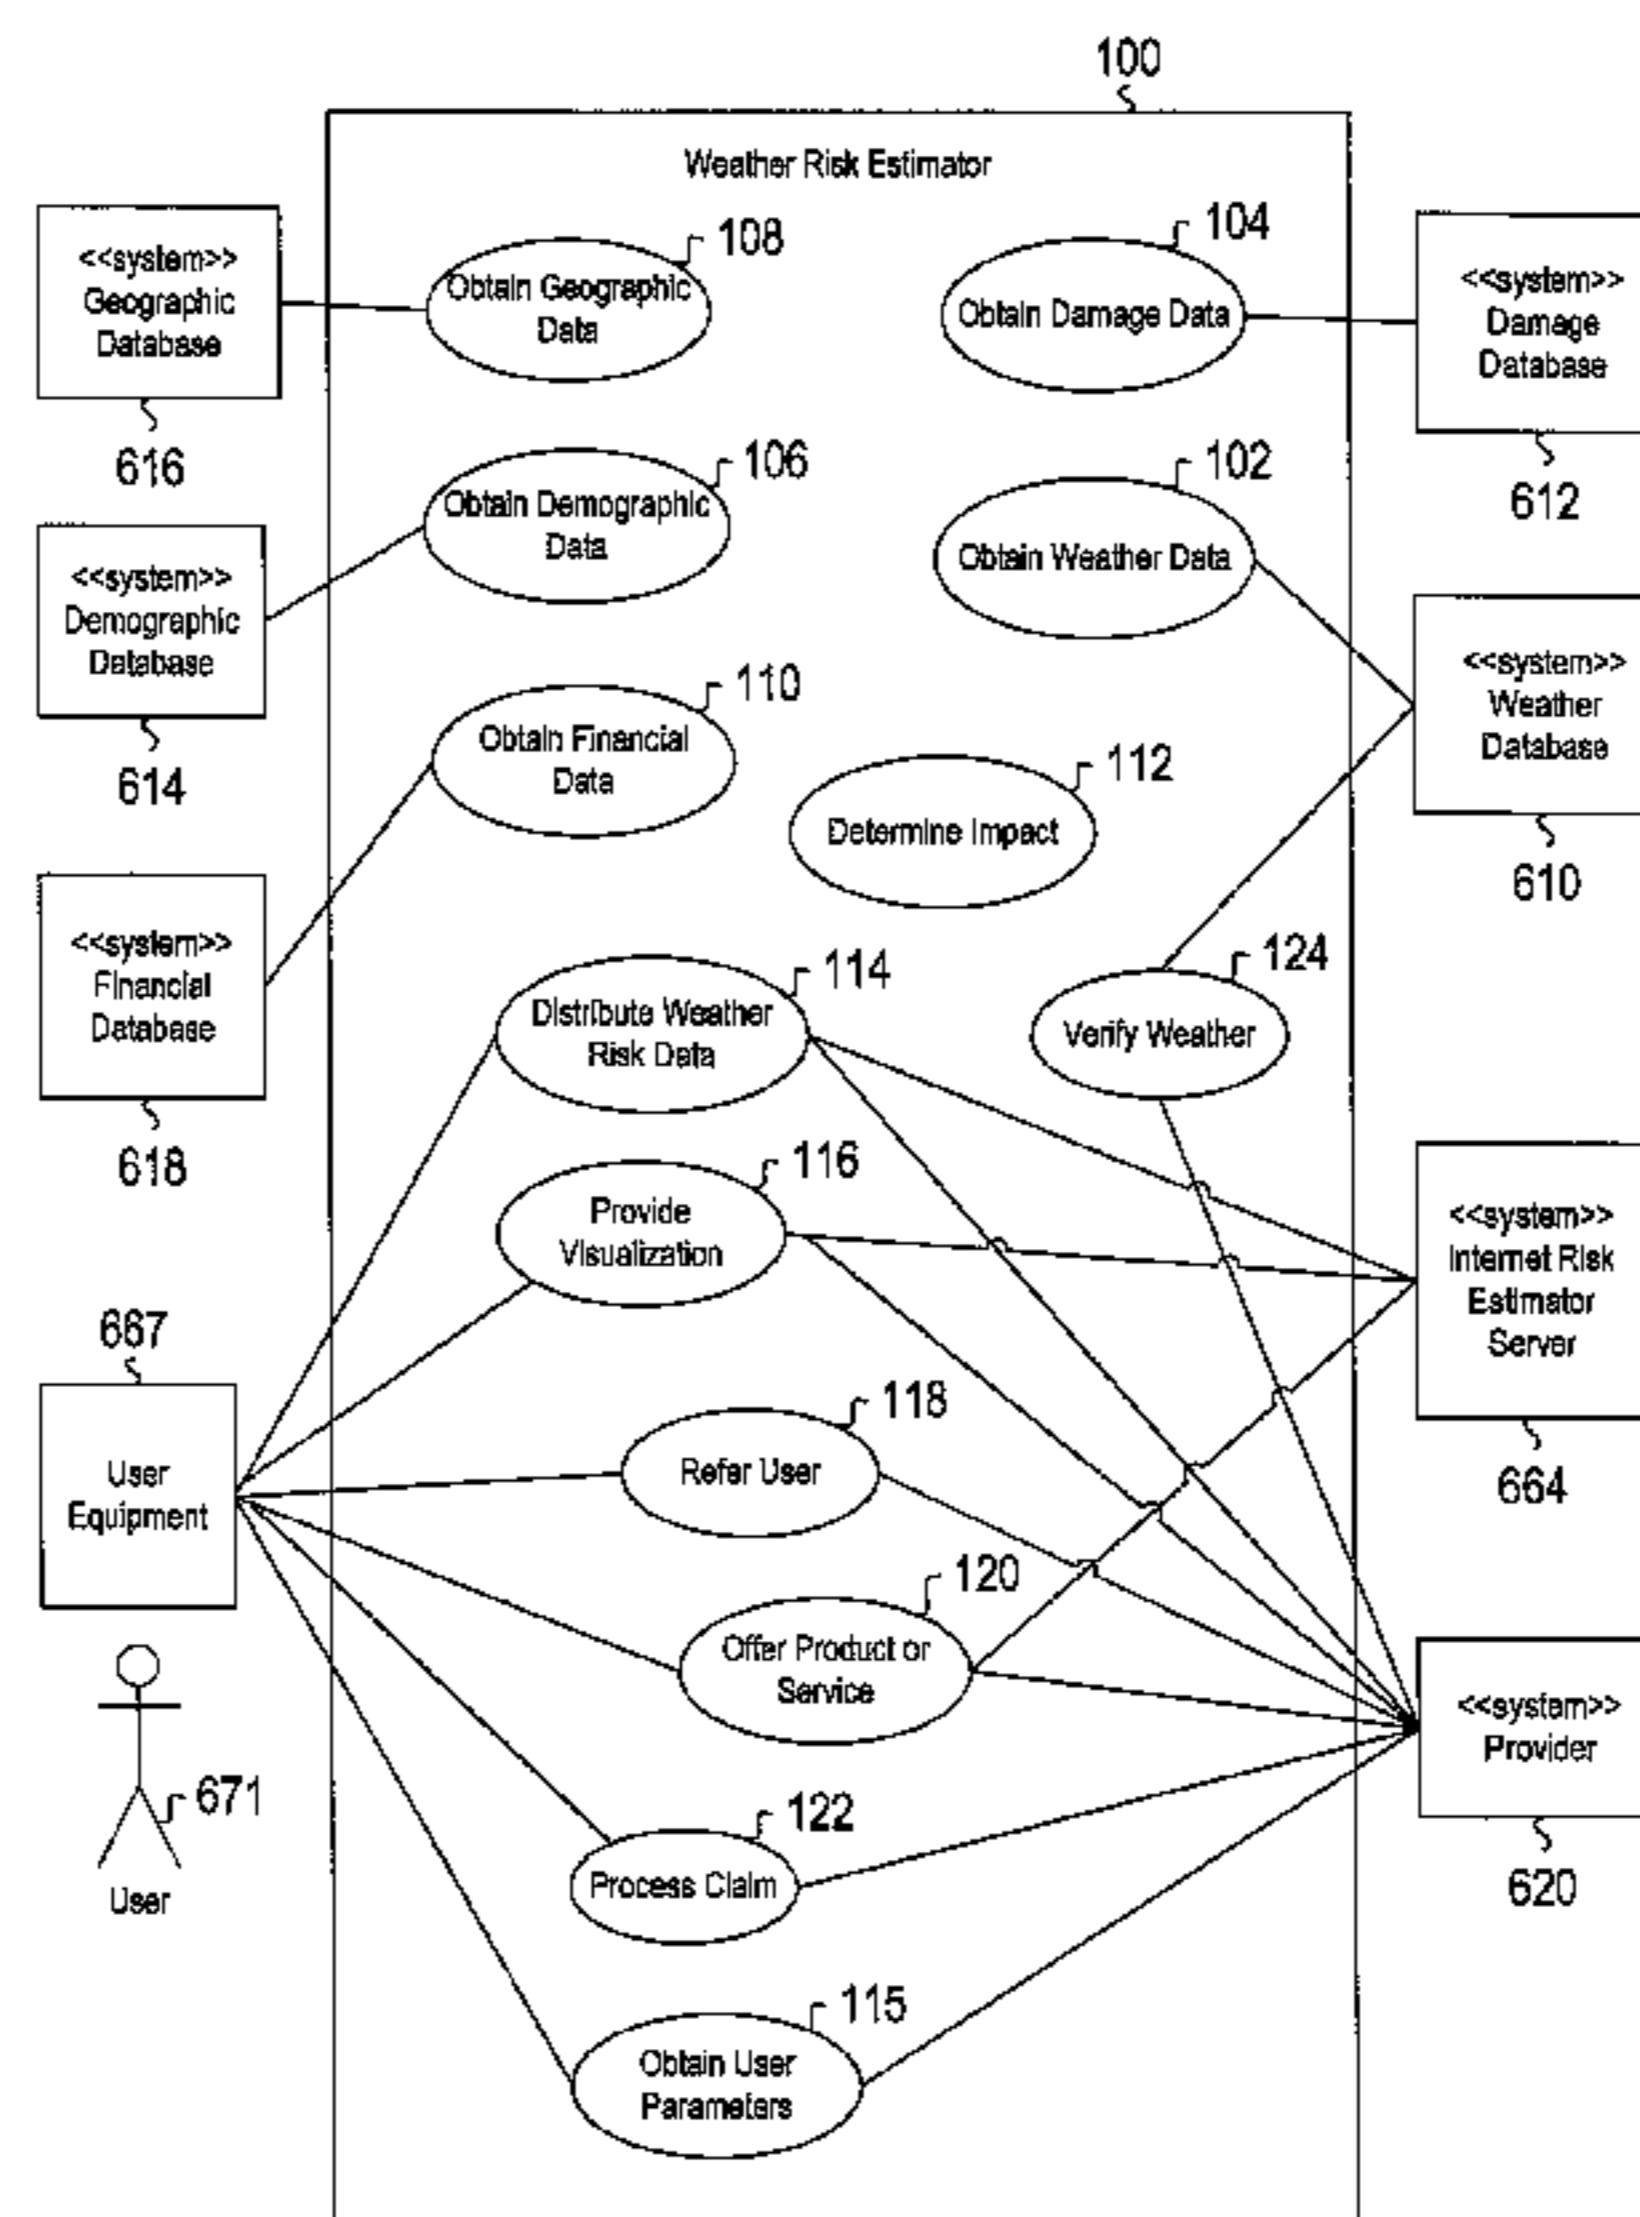 100
Weather Risk Estimator
<<system>>
Geographic
Database
616
Obtain Geographic
Data
108
Obtain Damage Data
104
<<system>>
Damage
Database
612
<<system>>
Demographic
Database
614
Obtain Demographic
Data
106
Obtain Weather Data
102
<<system>>
Weather
Database
610
Obtain Financial
Data
110
Determine Impact
112
<<system>>
Financial
Database
618
Distribute Weather
Risk Data
114
Verify Weather
124
Provide
Visualization
116
<<system>>
Internet Risk
Estimator
Server
664
667
User
Equipment
Refer User
118
Offer Product or
Service
120
<<system>>
Provider
620
671
User
Process Claim
122
Obtain User
Parameters
115